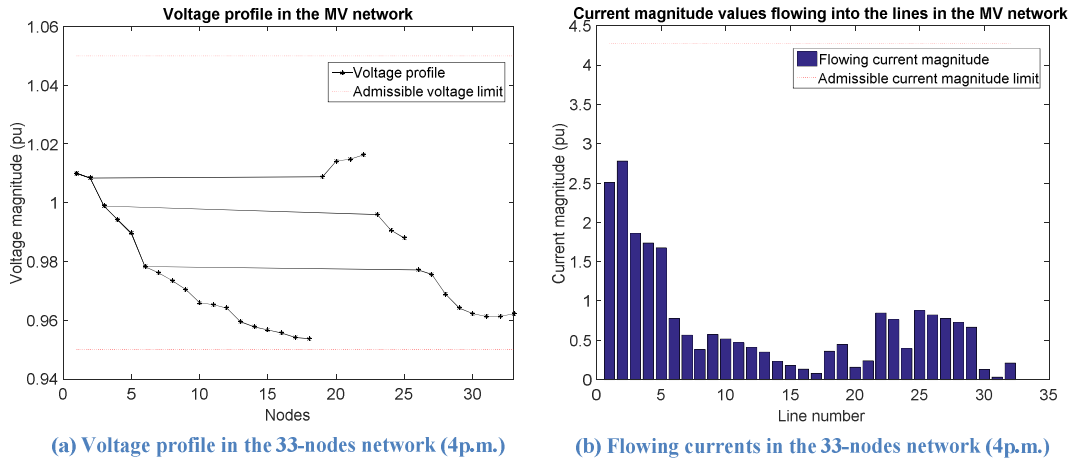 Voltage profile in the MV network
1.06
1.04
1.02
1
0.98
0.96
0.94
Voltage magnitude (pu)
Voltage profile
Admissible voltage limit
0 5 10 15 20 25 30
Nodes
(a) Voltage profile in the 33-nodes network (4p.m.)
Current magnitude values flowing into the lines in the MV network
4.5
4
3.5
3
2.5
2
1.5
1
0.5
0
Current magnitude (pu)
Flowing current magnitude
Admissible current magnitude limit
0 5 10 15 20 25 30 35
Line number
(b) Flowing currents in the 33-nodes network (4p.m.)